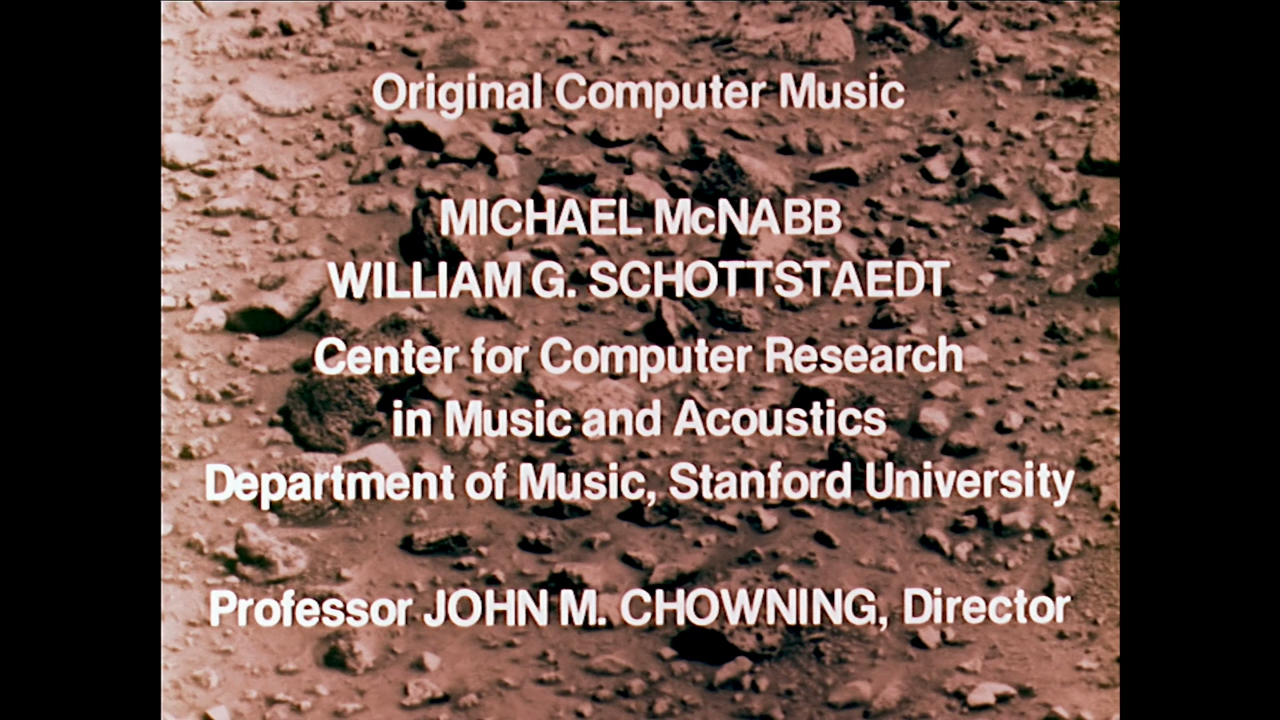 Original Computer Music
MICHAEL McNABB
WILLIAM G. SCHOTTSTAEDT
Center for Computer Research
in Music and Acoustics
Department of Music, Stanford University
Professor JOHN M. CHOWNING, Director